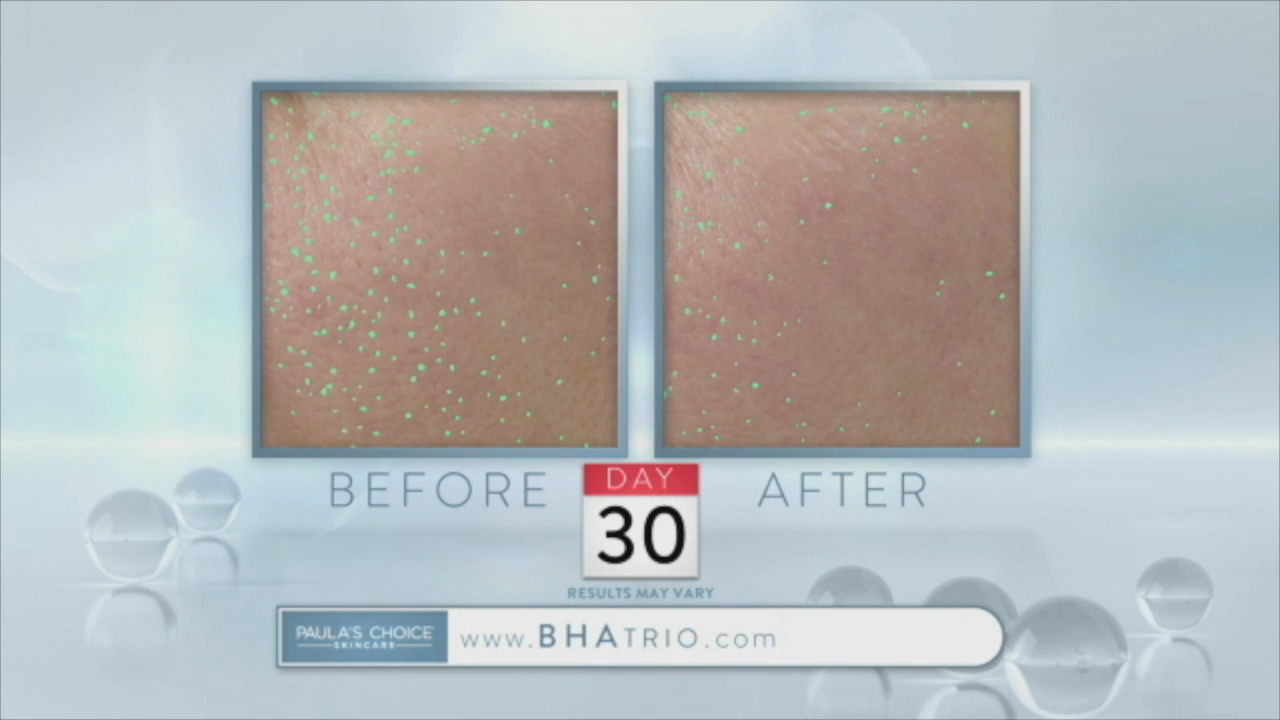 BEFORE
DAY
30
AFTER
RESULTS MAY VARY
PAULA'S CHOICE
SKINCARE
www.BHATRIO.com